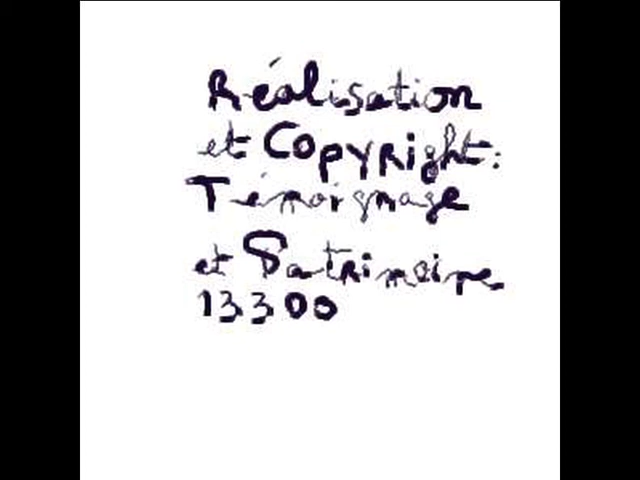 Réalisation
et Copyright:
Témoignage
et Patrimoine
13300